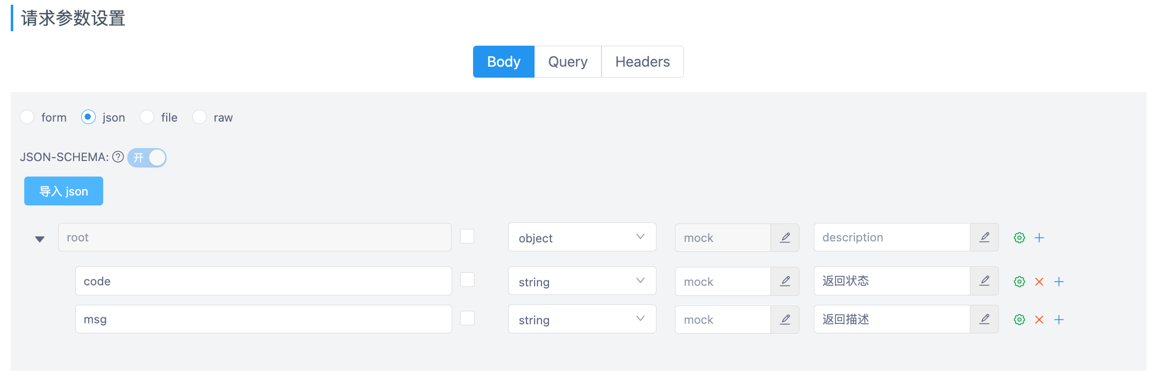 请求参数设置
Body Query Headers
form json file raw
JSON-SCHEMA: ? 开
导入 json
root object mock description
code string mock 返回状态
msg string mock 返回描述